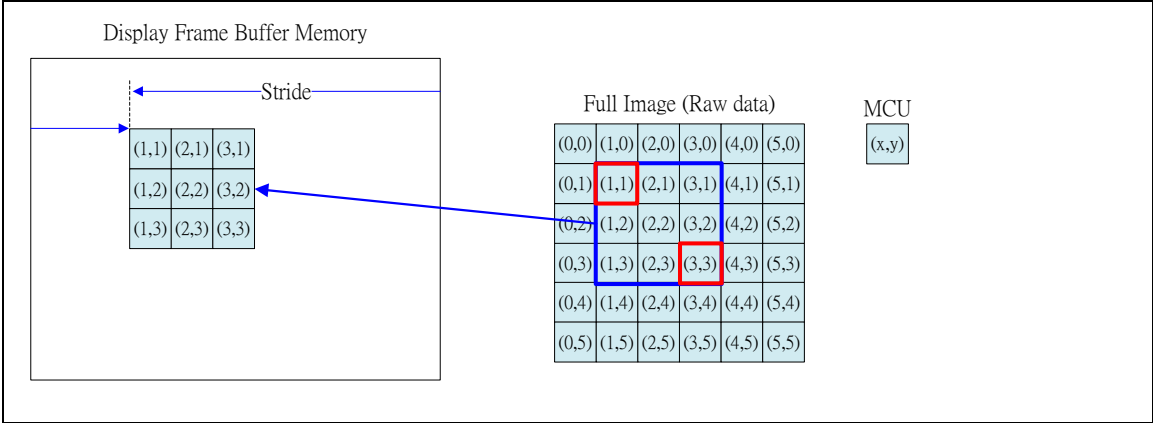 Display Frame Buffer Memory
Stride
(1,1) (2,1) (3,1)
(1,2) (2,2) (3,2)
(1,3) (2,3) (3,3)
Full Image (Raw data)
(0,0) (1,0) (2,0) (3,0) (4,0) (5,0)
(0,1) (1,1) (2,1) (3,1) (4,1) (5,1)
(0,2) (1,2) (2,2) (3,2) (4,2) (5,2)
(0,3) (1,3) (2,3) (3,3) (4,3) (5,3)
(0,4) (1,4) (2,4) (3,4) (4,4) (5,4)
(0,5) (1,5) (2,5) (3,5) (4,5) (5,5)
MCU
(x,y)